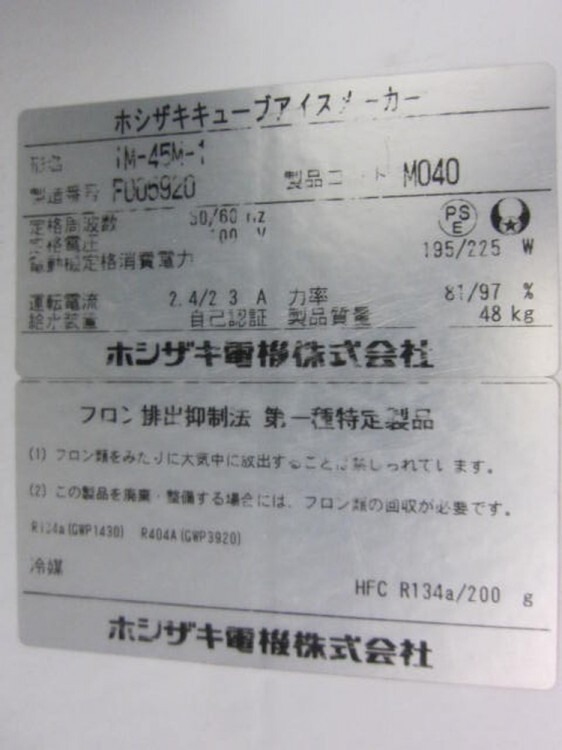 ホシザキキューブアイスメーカー
形名 IM-45M-1
製造番号 F005920 製品コード M040
定格周波数 50/60 Hz
定格電圧 100 V
PS
E
電動機定格消費電力 195/225 W
運転電流 2.4/2.3 A 力率 81/97 %
給水装置 自己認証 製品質量 48 kg
ホシザキ電機株式会社
フロン排出抑制法 第一種特定製品
(1) フロン類をみだりに大気中に放出することは禁じられています。
(2) この製品を廃棄・整備する場合には、フロン類の回収が必要です。
R134a(GWP1430) R404A(GWP3920)
冷媒 HFC R134a/200 g
ホシザキ電機株式会社